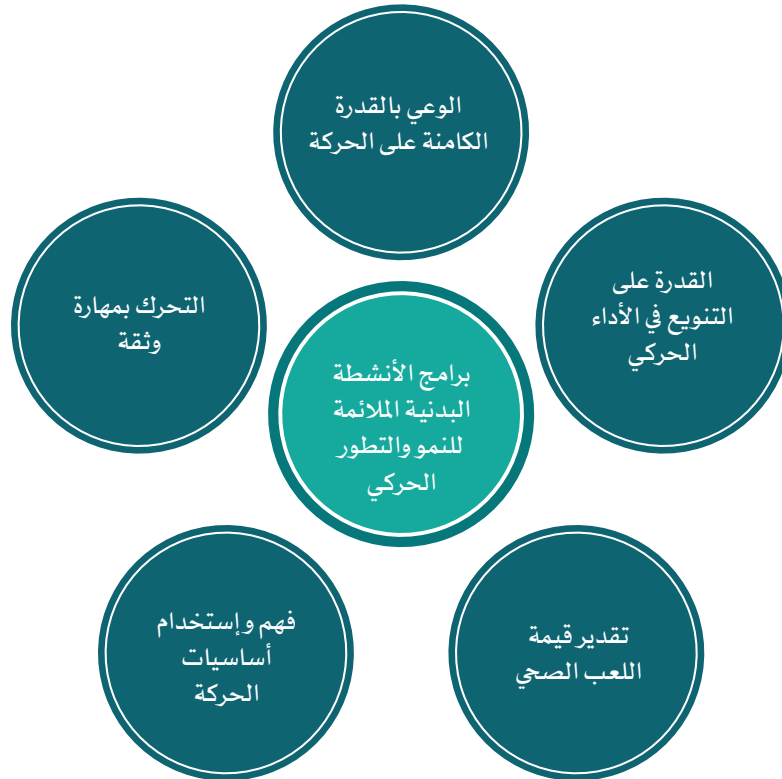 الوعي بالقدرة
الكامنة على الحركة
القدرة على
التنويع في الأداء
الحركي
التحرك بمهارة
وثقة
برامج الأنشطة
البدنية الملائمة
للنمو والتطور
الحركي
تقدير قيمة
اللعب الصحي
فهم وإستخدام
أساسيات
الحركة